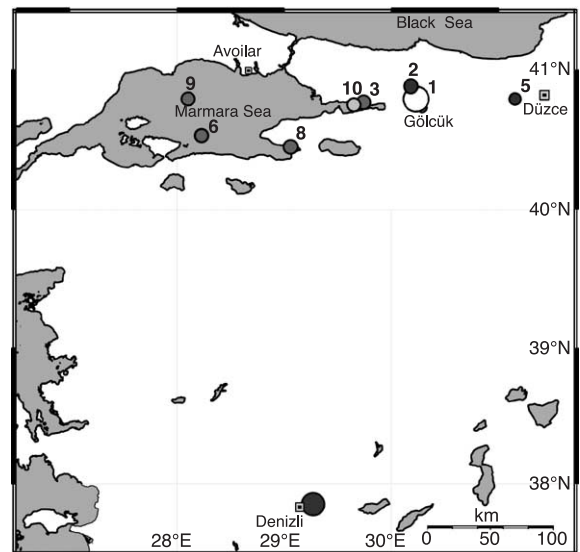 Black Sea
Avoilar
41°N
2
1
9
10 3
5
Marmara Sea
Gölcük
Düzce
6
8
40°N
39°N
38°N
km
Denizli
28°E
29°E
30°E
0 50 100